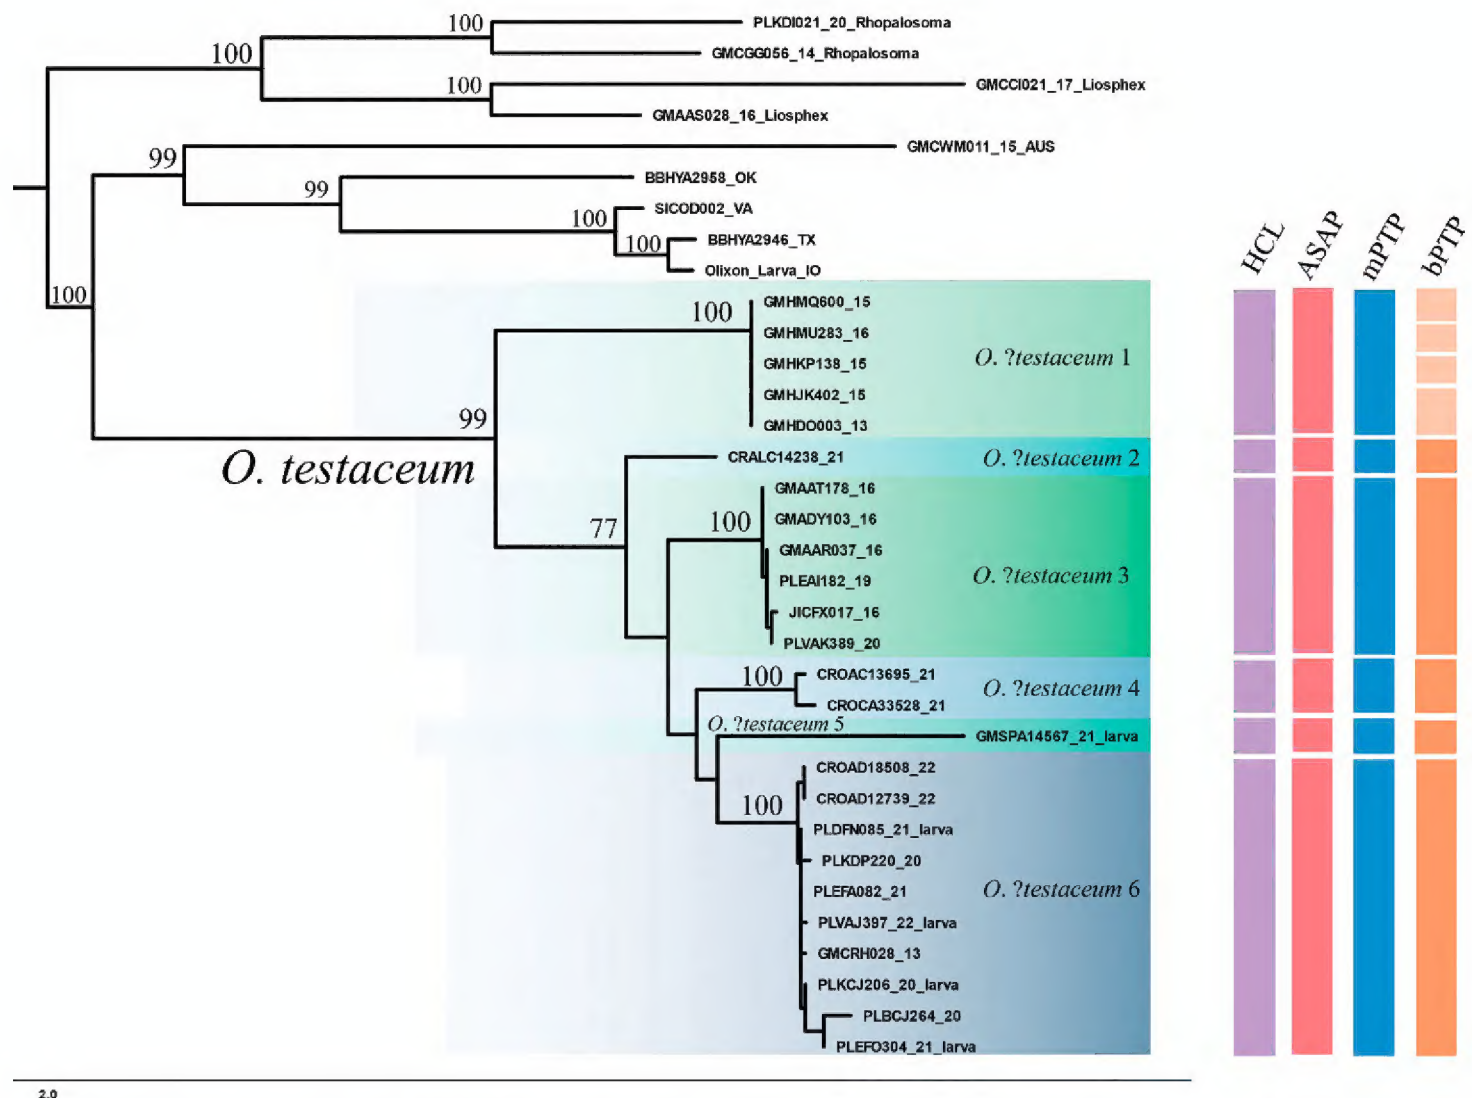 100
PLKDI021_20_Rhopalosoma
100
GMCGG056_14_Rhopalosoma
100
GMCCI021_17_Liosphex
GMAAS028_16_Liosphex
GMCWM011_15_AUS
99
BBHYA2958_OK
99
SICOD002_VA
100
BBHYA2946_TX
100
Olixon_Larva_IO
HCL
ASAP
mPTP
bPTP
100
GMHMQ600_15
100
GMHMU283_16
GMHKP138_15
O. ?testaceum 1
GMHJK402_15
GMHDO003_13
99
O. testaceum
CRALC14238_21
O. ?testaceum 2
GMAAT178_16
77
100
GMADY103_16
GMAAR037_16
PLEAI182_19
O. ?testaceum 3
JICFX017_16
PLVAK389_20
100
CROAC13695_21
O. ?testaceum 4
CROCA33528_21
O. ?testaceum 5
GMSPA14567_21_larva
CROAD18508_22
100
CROAD12739_22
PLDFN085_21_larva
PLKDP220_20
PLEFA082_21
O. ?testaceum 6
PLVAJ397_22_larva
GMCRH028_13
PLKCJ206_20_larva
PLBCJ264_20
PLEFO304_21_larva
2.0